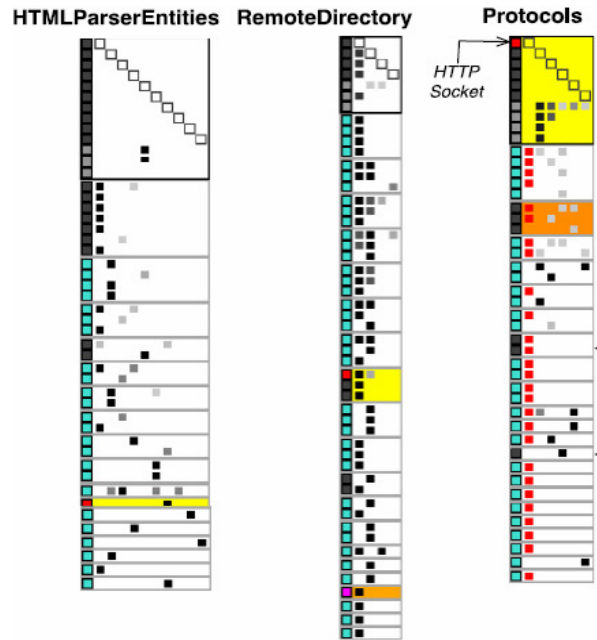 HTMLParserEntities
RemoteDirectory
Protocols
HTTP
Socket